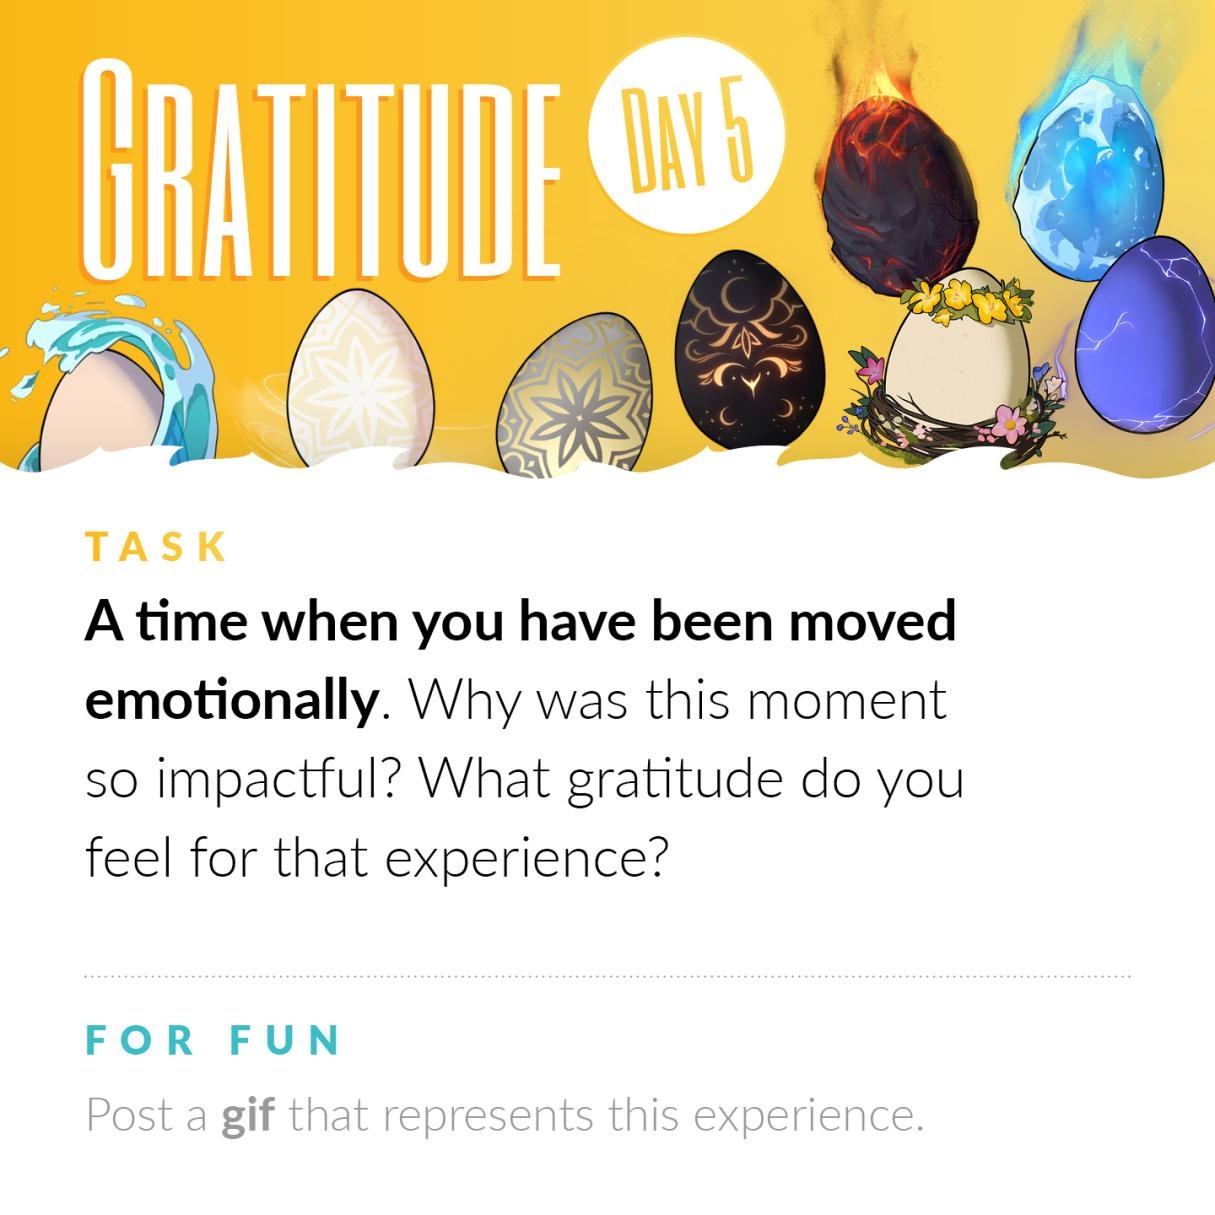 GRATITUDE
DAY 5
TASK
A time when you have been moved
emotionally. Why was this moment
so impactful? What gratitude do you
feel for that experience?
FOR FUN
Post a gif that represents this experience.